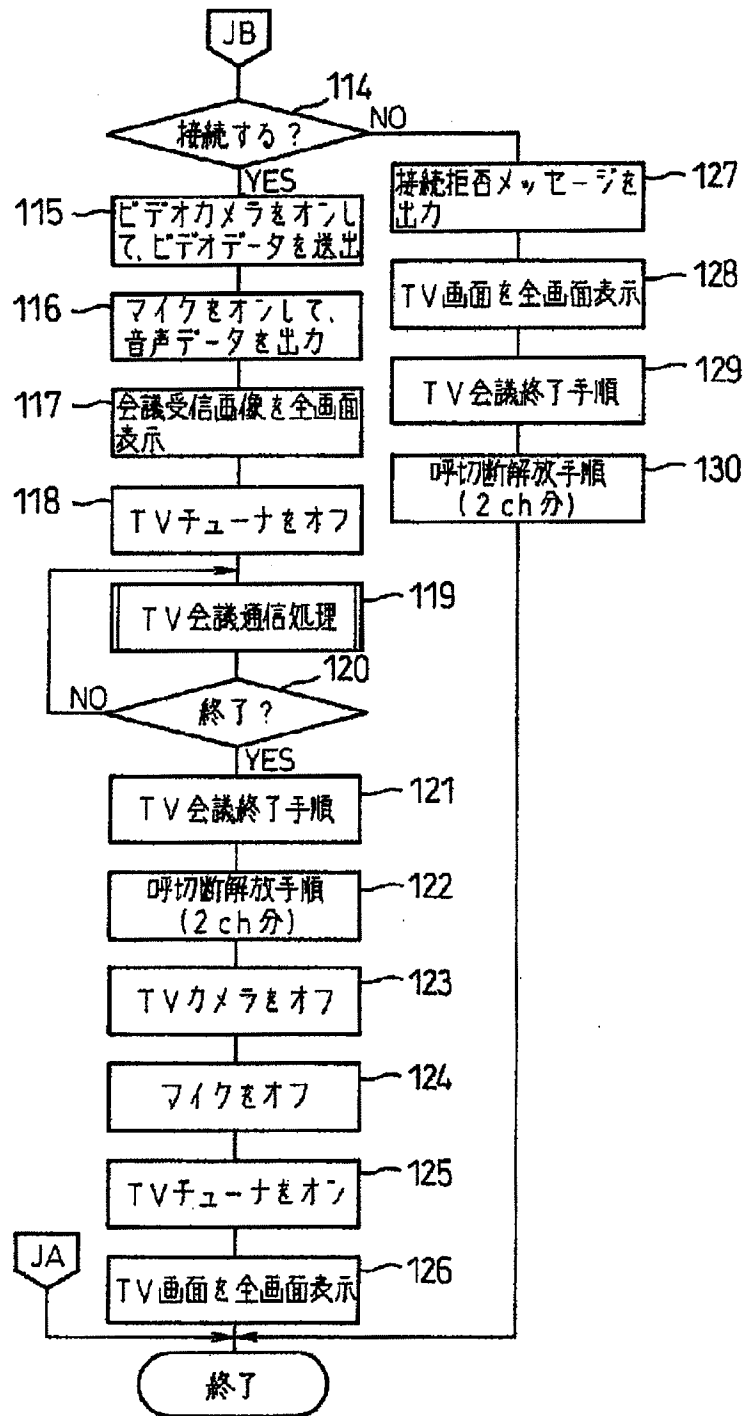 JB
114
接続する?
NO
YES
115
ビデオカメラをオンし
て、ビデオデータを送出
127
接続拒否メッセージを
出力
116
マイクをオンして、
音声データを出力
128
TV画面を全画面表示
117
会議受信画像を全画面
表示
129
TV会議終了手順
118
TVチューナをオフ
130
呼切断解放手順
(2ch分)
119
TV会議通信処理
120
終了?
NO
YES
121
TV会議終了手順
122
呼切断解放手順
(2ch分)
123
TVカメラをオフ
124
マイクをオフ
125
TVチューナをオン
JA
126
TV画面を全画面表示
終了